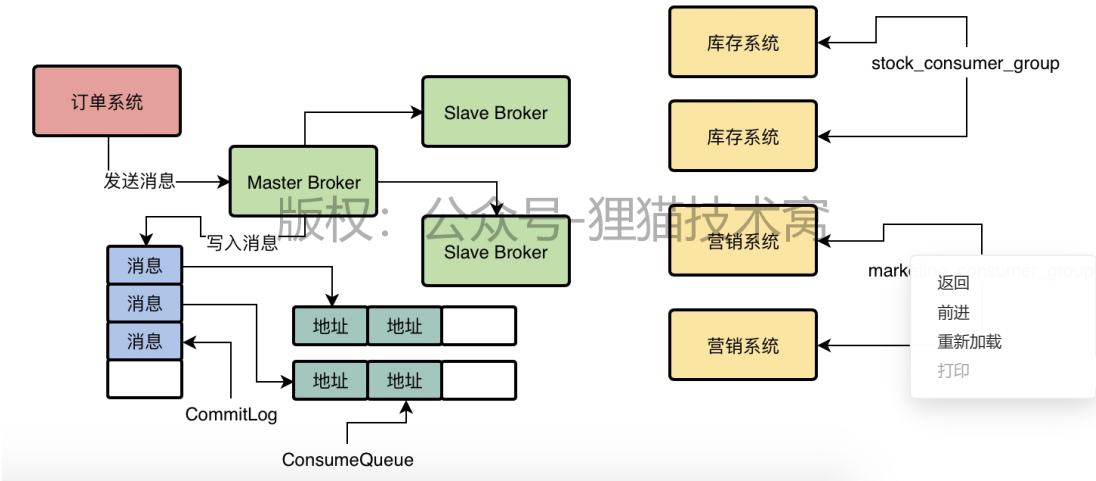 库存系统
stock_consumer_group
订单系统
Slave Broker
库存系统
发送消息
Master Broker
版权：公众号-狸猫技术窝
写入消息
Slave Broker
营销系统
消息
marketing_consumer_group
返回
消息
地址
地址
前进
消息
营销系统
重新加载
打印
地址
地址
CommitLog
ConsumeQueue